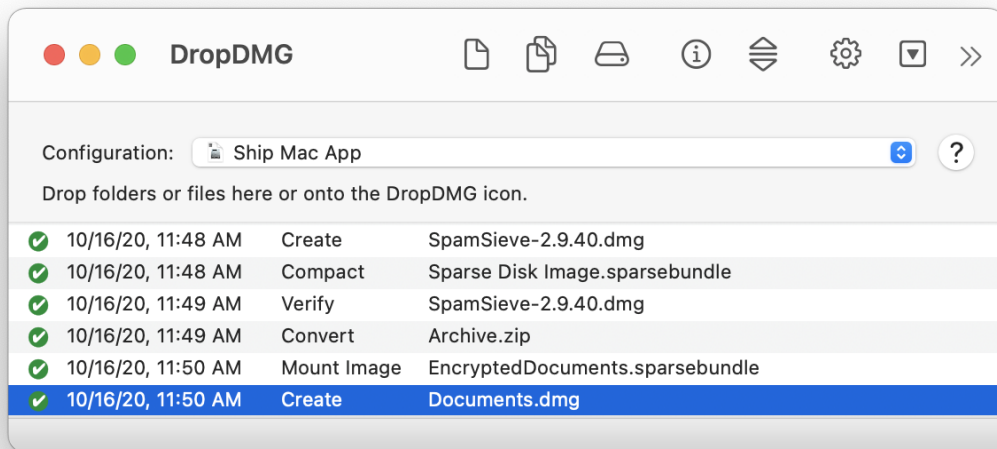 DropDMG
Configuration: Ship Mac App ?
Drop folders or files here or onto the DropDMG icon.
10/16/20, 11:48 AM Create SpamSieve-2.9.40.dmg
10/16/20, 11:48 AM Compact Sparse Disk Image.sparsebundle
10/16/20, 11:49 AM Verify SpamSieve-2.9.40.dmg
10/16/20, 11:49 AM Convert Archive.zip
10/16/20, 11:50 AM Mount Image EncryptedDocuments.sparsebundle
10/16/20, 11:50 AM Create Documents.dmg